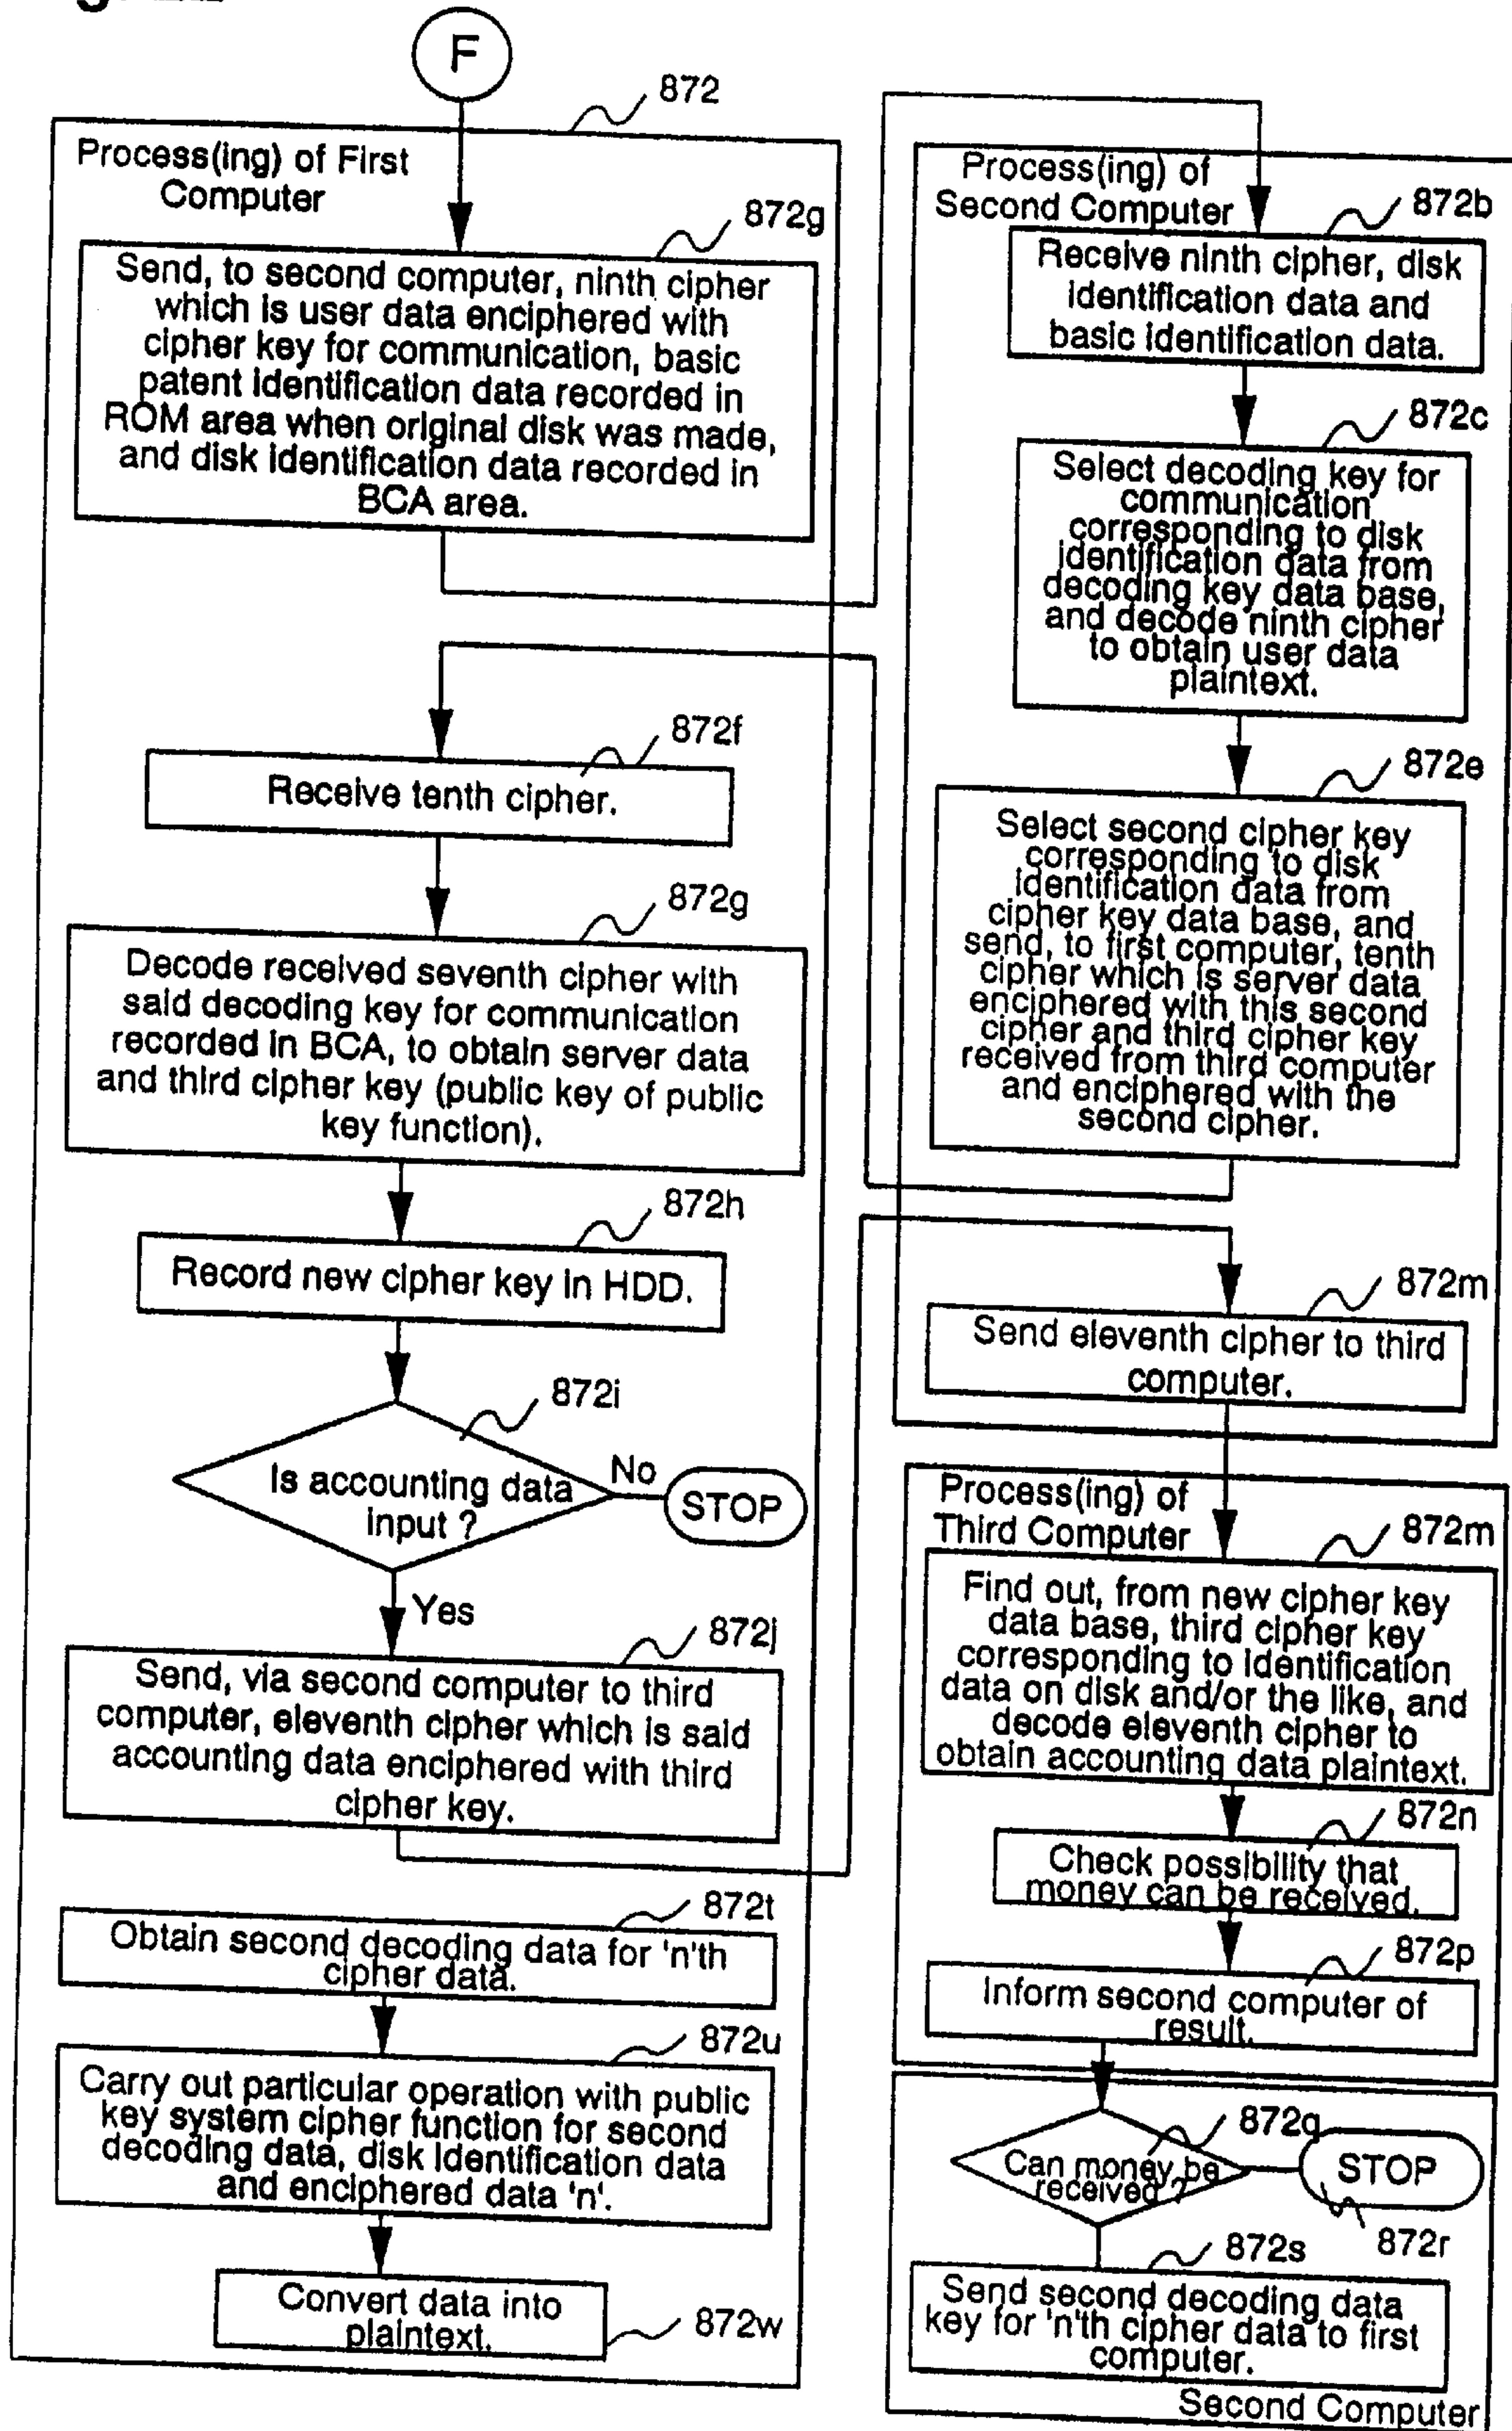 F
872
Process(ing) of First
Computer
872g
Send, to second computer, ninth cipher
which is user data enciphered with
cipher key for communication, basic
patent identification data recorded in
ROM area when original disk was made,
and disk identification data recorded in
BCA area.
872f
Receive tenth cipher.
872g
Decode received seventh cipher with
said decoding key for communication
recorded in BCA, to obtain server data
and third cipher key (public key of public
key function).
872h
Record new cipher key in HDD.
872i
Is accounting data
input ?
No
STOP
Yes
872j
Send, via second computer to third
computer, eleventh cipher which is said
accounting data enciphered with third
cipher key.
872t
Obtain second decoding data for 'n'th
cipher data.
872u
Carry out particular operation with public
key system cipher function for second
decoding data, disk identification data
and enciphered data 'n'.
Convert data into
plaintext.
872w
Process(ing) of
Second Computer
872b
Receive ninth cipher, disk
identification data and
basic identification data.
872c
Select decoding key for
communication
corresponding to disk
identification data from
decoding key data base,
and decode ninth cipher
to obtain user data
plaintext.
872e
Select second cipher key
corresponding to disk
identification data from
cipher key data base, and
send, to first computer, tenth
cipher which is server data
enciphered with this second
cipher and third cipher key
received from third computer
and enciphered with the
second cipher.
872m
Send eleventh cipher to third
computer.
Process(ing) of
Third Computer
872m
Find out, from new cipher key
data base, third cipher key
corresponding to identification
data on disk and/or the like, and
decode eleventh cipher to
obtain accounting data plaintext.
872n
Check possibility that
money can be received.
872p
Inform second computer of
result.
872q
Can money be
received ?
STOP
872r
872s
Send second decoding data
key for 'n'th cipher data to first
computer.
Second Computer